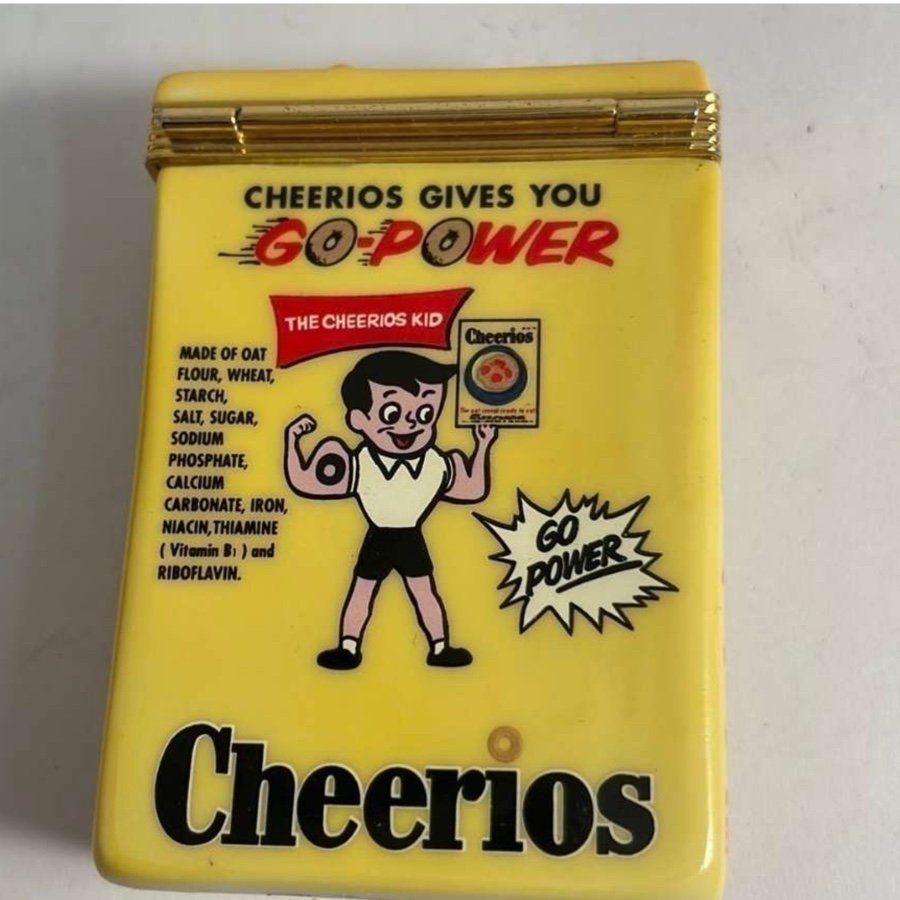 CHEERIOS GIVES YOU
GO-POWER
THE CHEERIOS KID
MADE OF OAT
FLOUR, WHEAT,
STARCH,
SALT, SUGAR,
SODIUM
PHOSPHATE,
CALCIUM
CARBONATE, IRON,
NIACIN, THIAMINE
( Vitamin B1 ) and
RIBOFLAVIN.
Cheerios
GO
POWER
Cheerios